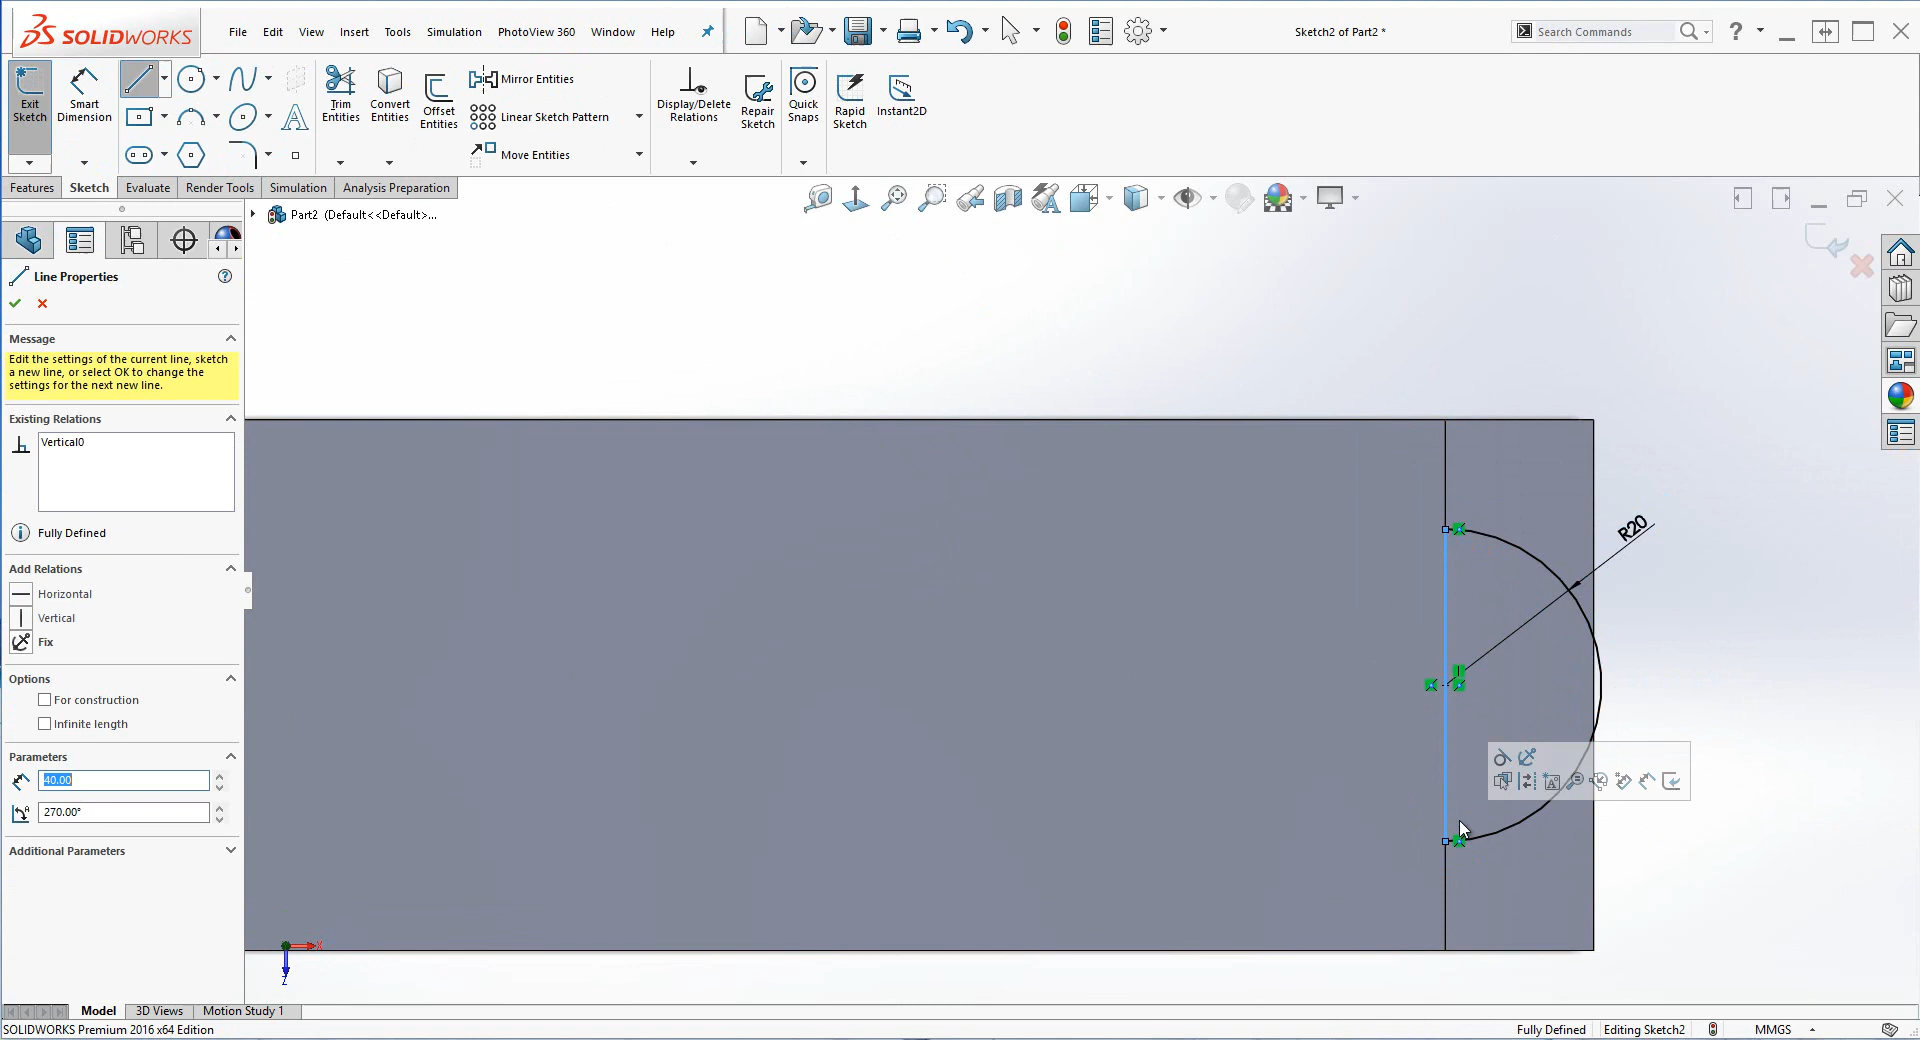 SOLIDWORKS File Edit View Insert Tools Simulation PhotoView 360 Window Help Sketch2 of Part2 * Search Commands ?
Exit Sketch
Smart Dimension
Trim Entities
Convert Entities
Offset Entities
Mirror Entities
Linear Sketch Pattern
Move Entities
Display/Delete Relations
Repair Sketch
Quick Snaps
Rapid Sketch
Instant2D
Features Sketch Evaluate Render Tools Simulation Analysis Preparation
Part2 (Default<<Default>...
Line Properties
Message
Edit the settings of the current line, sketch
a new line, or select OK to change the
settings for the next new line.
Existing Relations
Vertical0
Fully Defined
Add Relations
Horizontal
Vertical
Fix
Options
For construction
Infinite length
Parameters
40.00
270.00°
Additional Parameters
R20
X
Z
Model 3D Views Motion Study 1
SOLIDWORKS Premium 2016 x64 Edition Fully Defined Editing Sketch2 MMGS